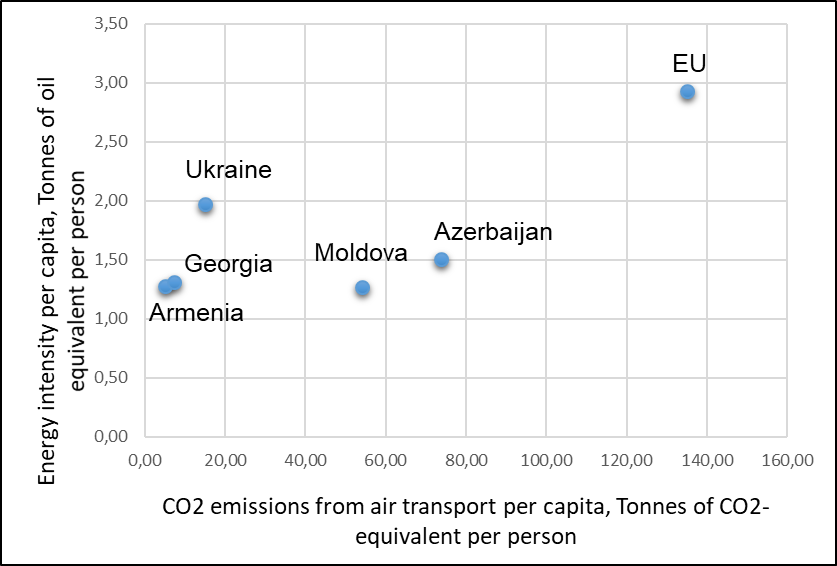 Energy intensity per capita, Tonnes of oil
equivalent per person
3,50
3,00
2,50
2,00
1,50
1,00
0,50
0,00
EU
Ukraine
Azerbaijan
Moldova
Georgia
Armenia
0,00 20,00 40,00 60,00 80,00 100,00 120,00 140,00 160,00
CO2 emissions from air transport per capita, Tonnes of CO2-
equivalent per person